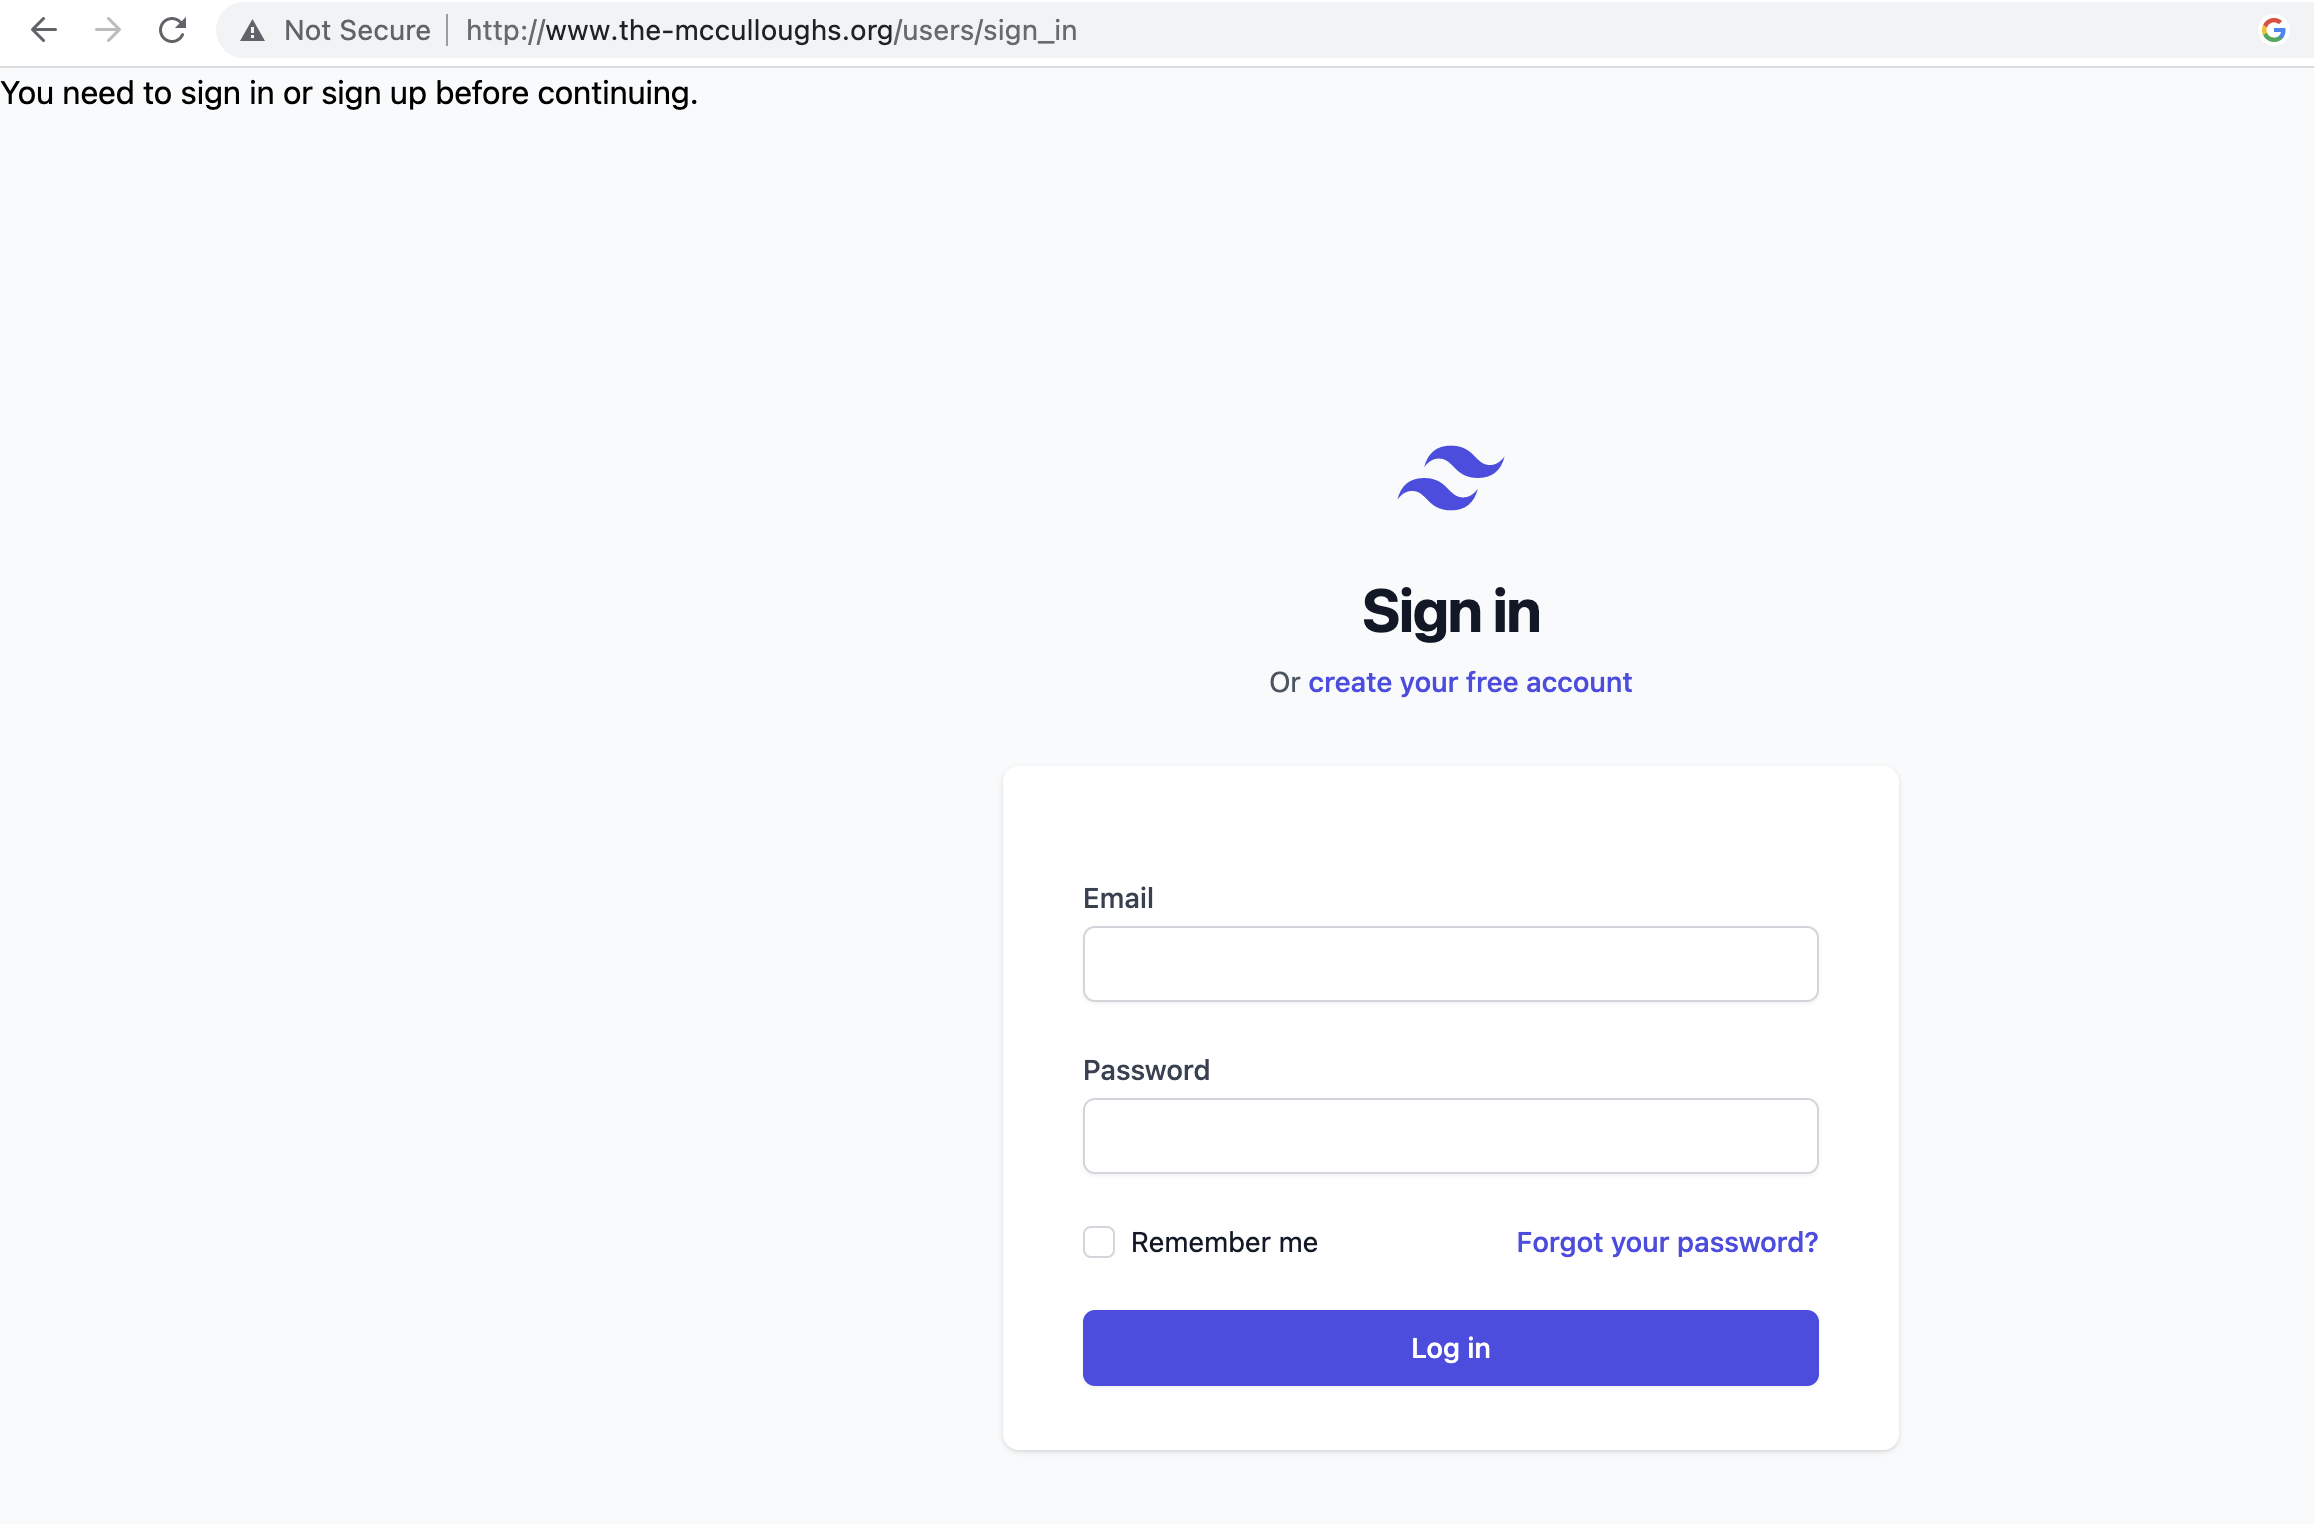 Not Secure http://www.the-mcculloughs.org/users/sign_in
You need to sign in or sign up before continuing.
Sign in
Or create your free account
Email
Password
Remember me Forgot your password?
Log in